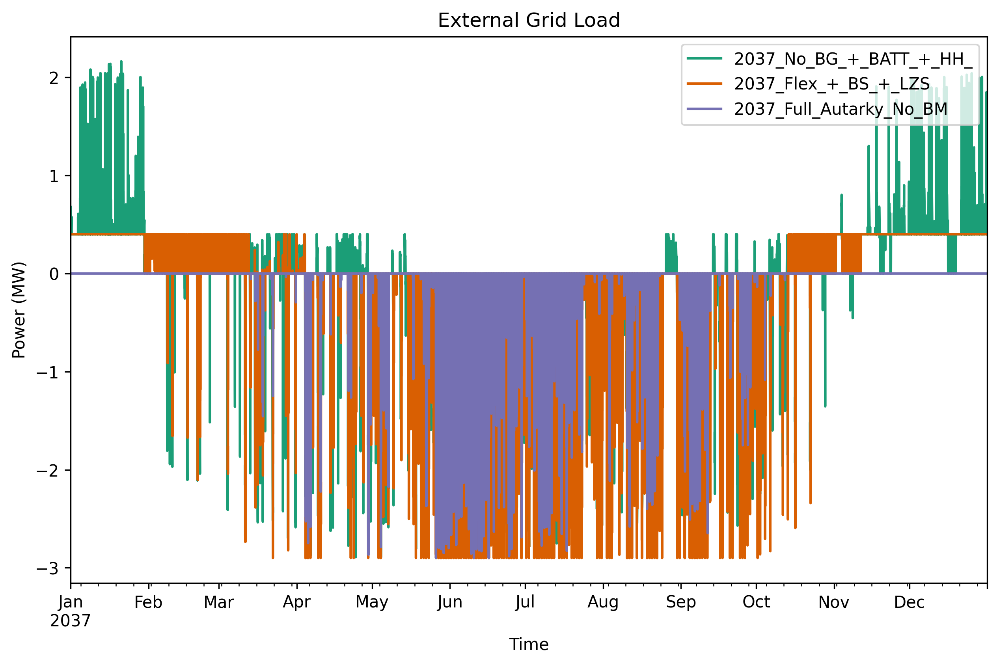 External Grid Load
2037_No_BG_+_BATT_+_HH_
2037_Flex_+_BS_+_LZS
2037_Full_Autarky_No_BM
Power (MW)
2
1
0
−1
−2
−3
Jan Feb Mar Apr May Jun Jul Aug Sep Oct Nov Dec
2037
Time